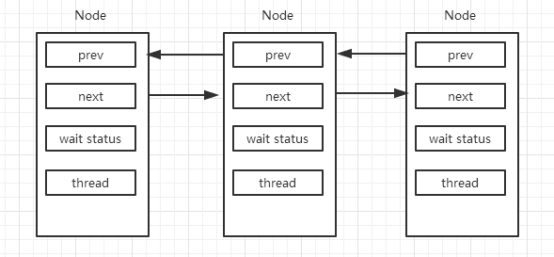 Node Node Node
prev prev prev
next next next
wait status wait status wait status
thread thread thread